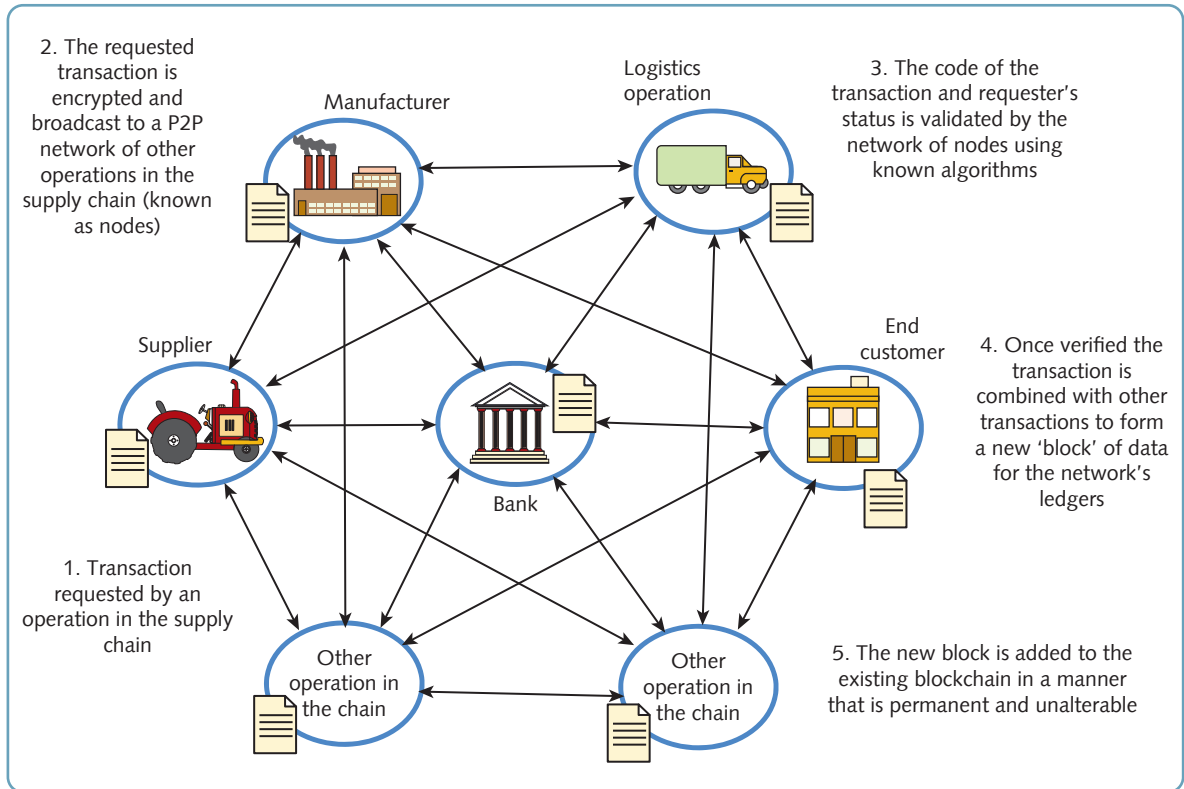 2. The requested
transaction is
encrypted and
broadcast to a P2P
network of other
operations in the
supply chain (known
as nodes)
Manufacturer
Logistics
operation
3. The code of the
transaction and requester's
status is validated by the
network of nodes using
known algorithms
Supplier
Bank
End
customer
4. Once verified the
transaction is
combined with other
transactions to form
a new ‘block’ of data
for the network's
ledgers
1. Transaction
requested by an
operation in the supply
chain
Other
operation in
the chain
Other
operation in
the chain
5. The new block is added to the
existing blockchain in a manner
that is permanent and unalterable